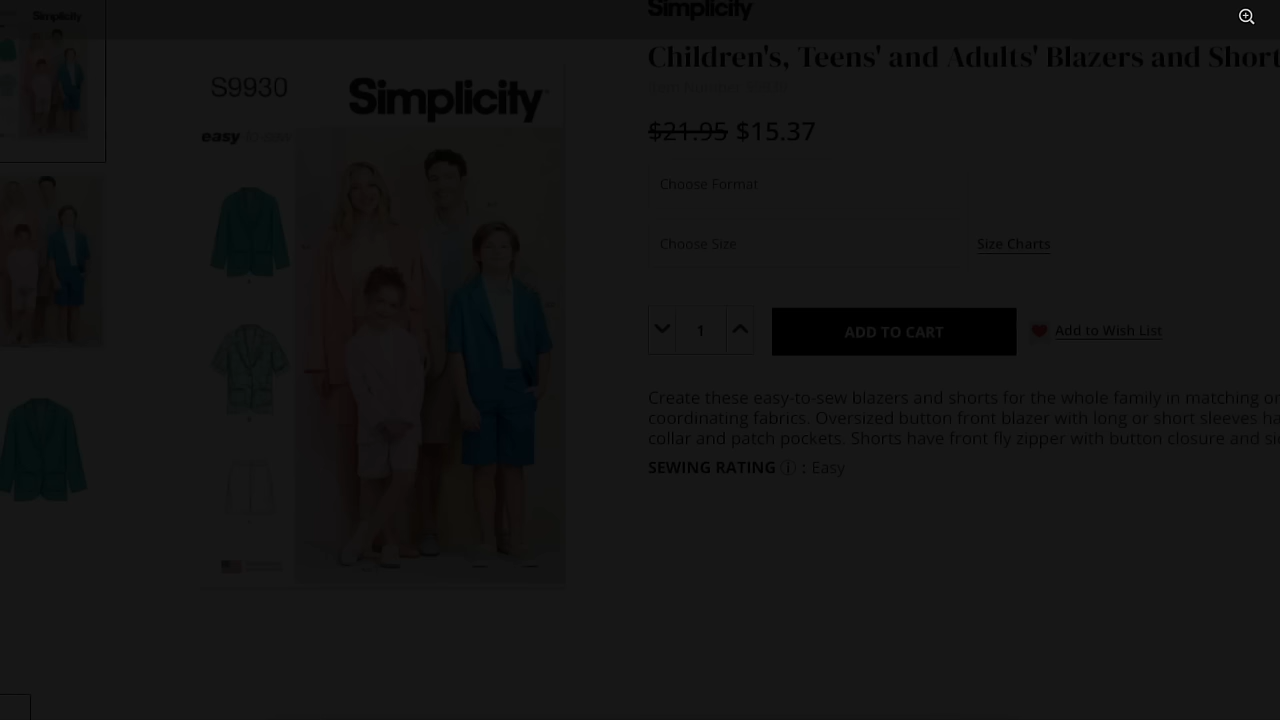 Simplicity
Simplicity
Children's, Teens' and Adults' Blazers and Short
S9930
Simplicity
easy to sew
$21.95 $15.37
Choose Format
Choose Size
Size Charts
1
ADD TO CART
Add to Wish List
Create these easy-to-sew blazers and shorts for the whole family in matching or
coordinating fabrics. Oversized button front blazer with long or short sleeves ha
collar and patch pockets. Shorts have front fly zipper with button closure and sl
SEWING RATING ⓘ : Easy